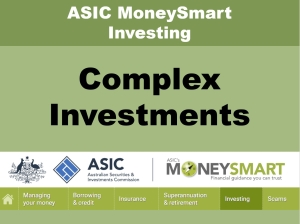 ASIC MoneySmart
Investing
Complex
Investments
ASIC
Australian Securities &
Investments Commission
ASIC's
MONEYSMART
Financial guidance you can trust
Managing
your money
Borrowing
& credit
Insurance
Superannuation
& retirement
Investing
Scams